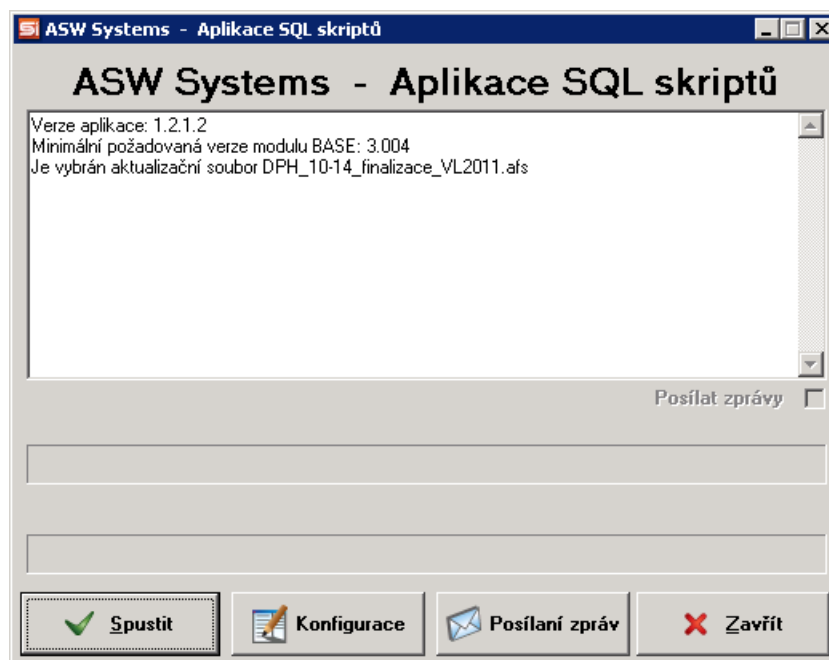 ASW Systems - Aplikace SQL skriptů
ASW Systems - Aplikace SQL skriptů
Verze aplikace: 1.2.1.2
Minimální požadovaná verze modulu BASE: 3.004
Je vybrán aktualizační soubor DPH_10-14_finalizace_VL2011.afs
Posílat zprávy
Spustit
Konfigurace
Posílaní zpráv
Zavřít